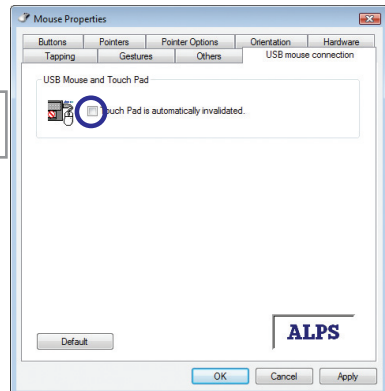 Mouse Properties
Buttons Pointers Pointer Options Orientation Hardware
Tapping Gestures Others USB mouse connection
USB Mouse and Touch Pad
Touch Pad is automatically invalidated.
ALPS
Default
OK Cancel Apply